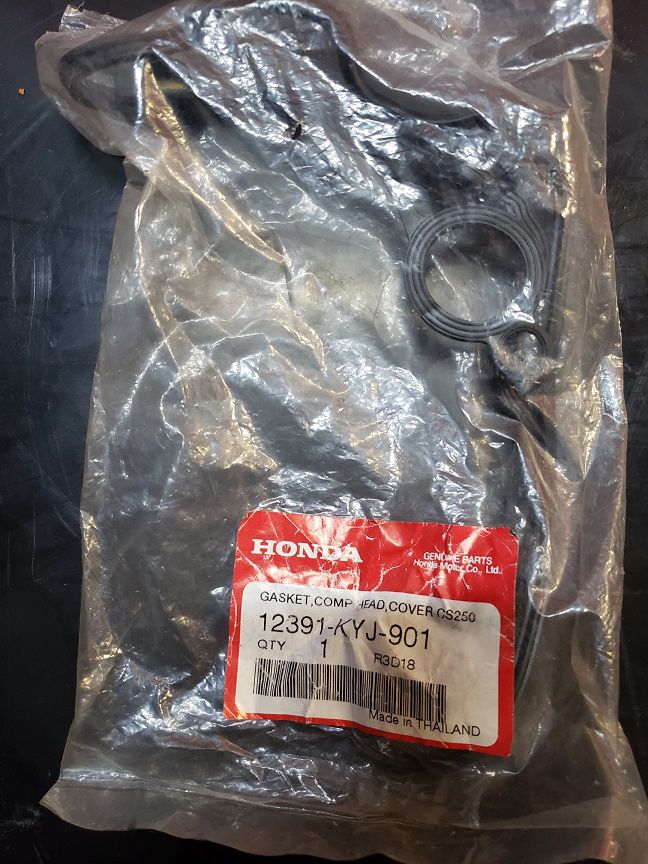 HONDA
GENUINE PARTS
Honda Motor Co., Ltd.
GASKET,COMP.HEAD,COVER CS250
12391-KYJ-901
QTY 1 R3D18
Made in THAILAND